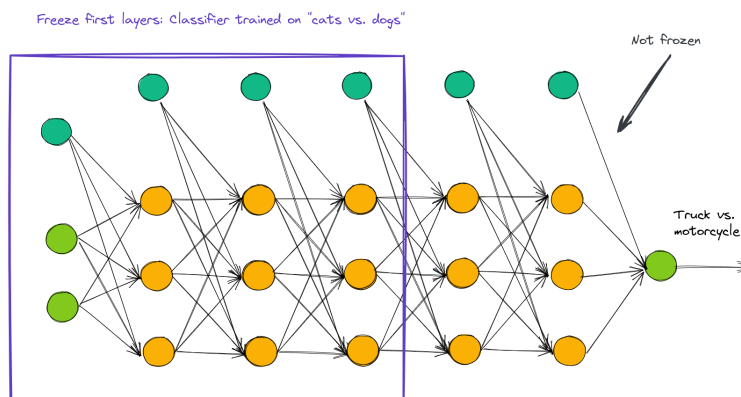 Freeze first layers: Classifier trained on "cats vs. dogs"
Not frozen
Truck vs.
motorcycle